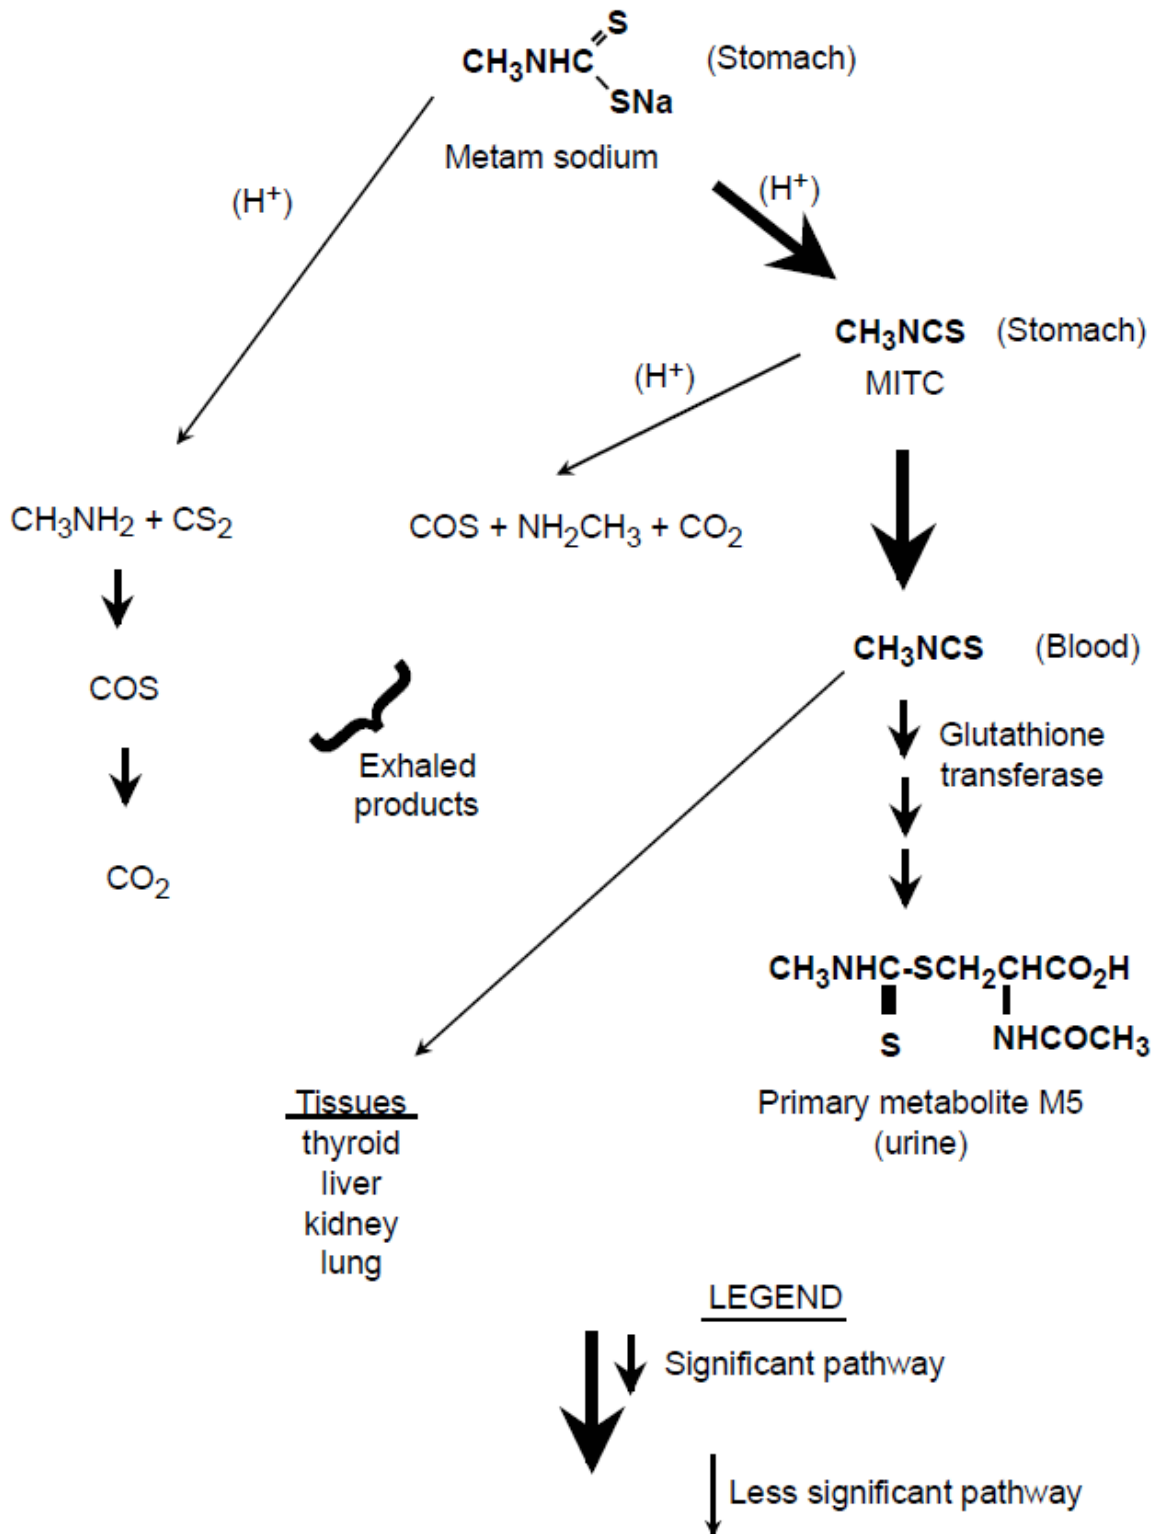 S
CH₃NHC (Stomach)
SNa
Metam sodium
(H⁺)
(H⁺)
CH₃NCS (Stomach)
MITC
(H⁺)
CH₃NH₂ + CS₂
COS + NH₂CH₃ + CO₂
CH₃NCS (Blood)
COS
Glutathione
transferase
Exhaled
products
CO₂
CH₃NHC-SCH₂CHCO₂H
S NHCOCH₃
Primary metabolite M5
(urine)
Tissues
thyroid
liver
kidney
lung
LEGEND
Significant pathway
Less significant pathway